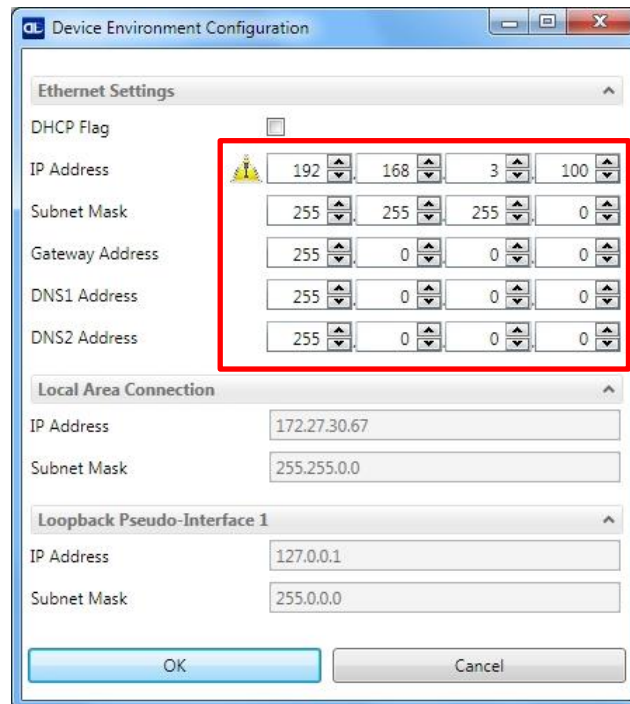 Device Environment Configuration
Ethernet Settings
DHCP Flag
IP Address 192 . 168 . 3 . 100
Subnet Mask 255 . 255 . 255 . 0
Gateway Address 255 . 0 . 0 . 0
DNS1 Address 255 . 0 . 0 . 0
DNS2 Address 255 . 0 . 0 . 0
Local Area Connection
IP Address 172.27.30.67
Subnet Mask 255.255.0.0
Loopback Pseudo-Interface 1
IP Address 127.0.0.1
Subnet Mask 255.0.0.0
OK Cancel